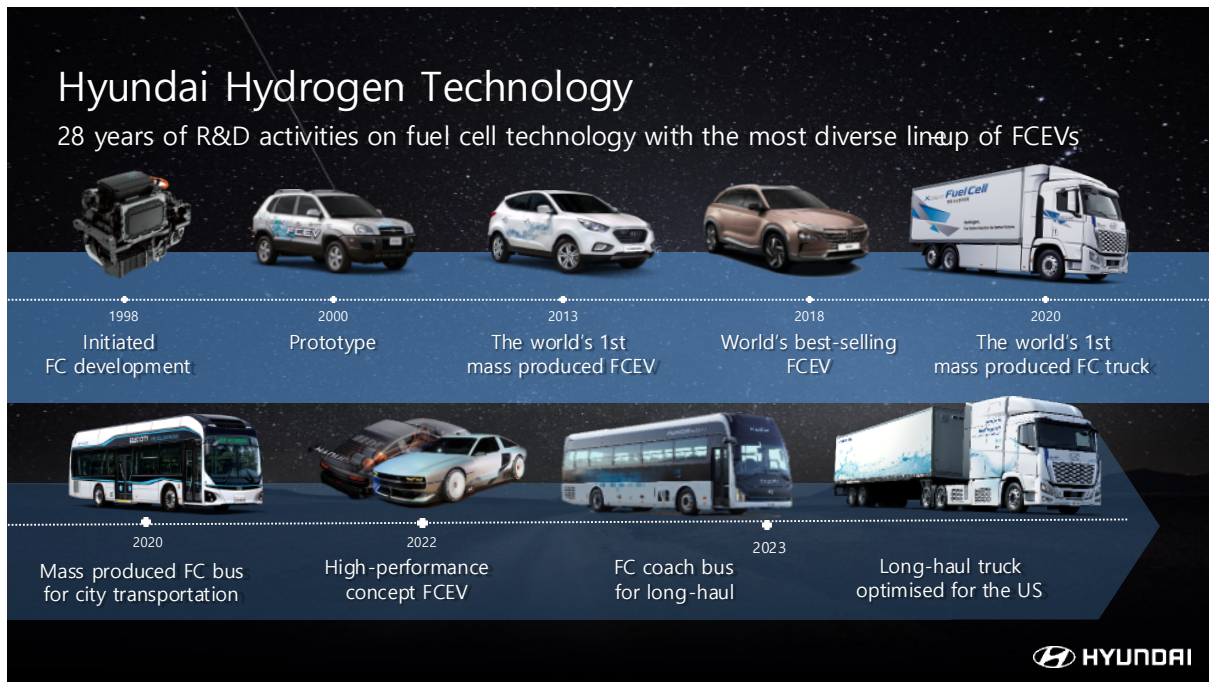 Hyundai Hydrogen Technology
28 years of R&D activities on fuel cell technology with the most diverse line-up of FCEVs
FCEV
Fuel Cell
1998
2000
2013
2018
2020
Initiated
FC development
Prototype
The world's 1st
mass produced FCEV
World's best-selling
FCEV
The world's 1st
mass produced FC truck
2020
2022
2023
Mass produced FC bus
for city transportation
High-performance
concept FCEV
FC coach bus
for long-haul
Long-haul truck
optimised for the US
HYUNDAI